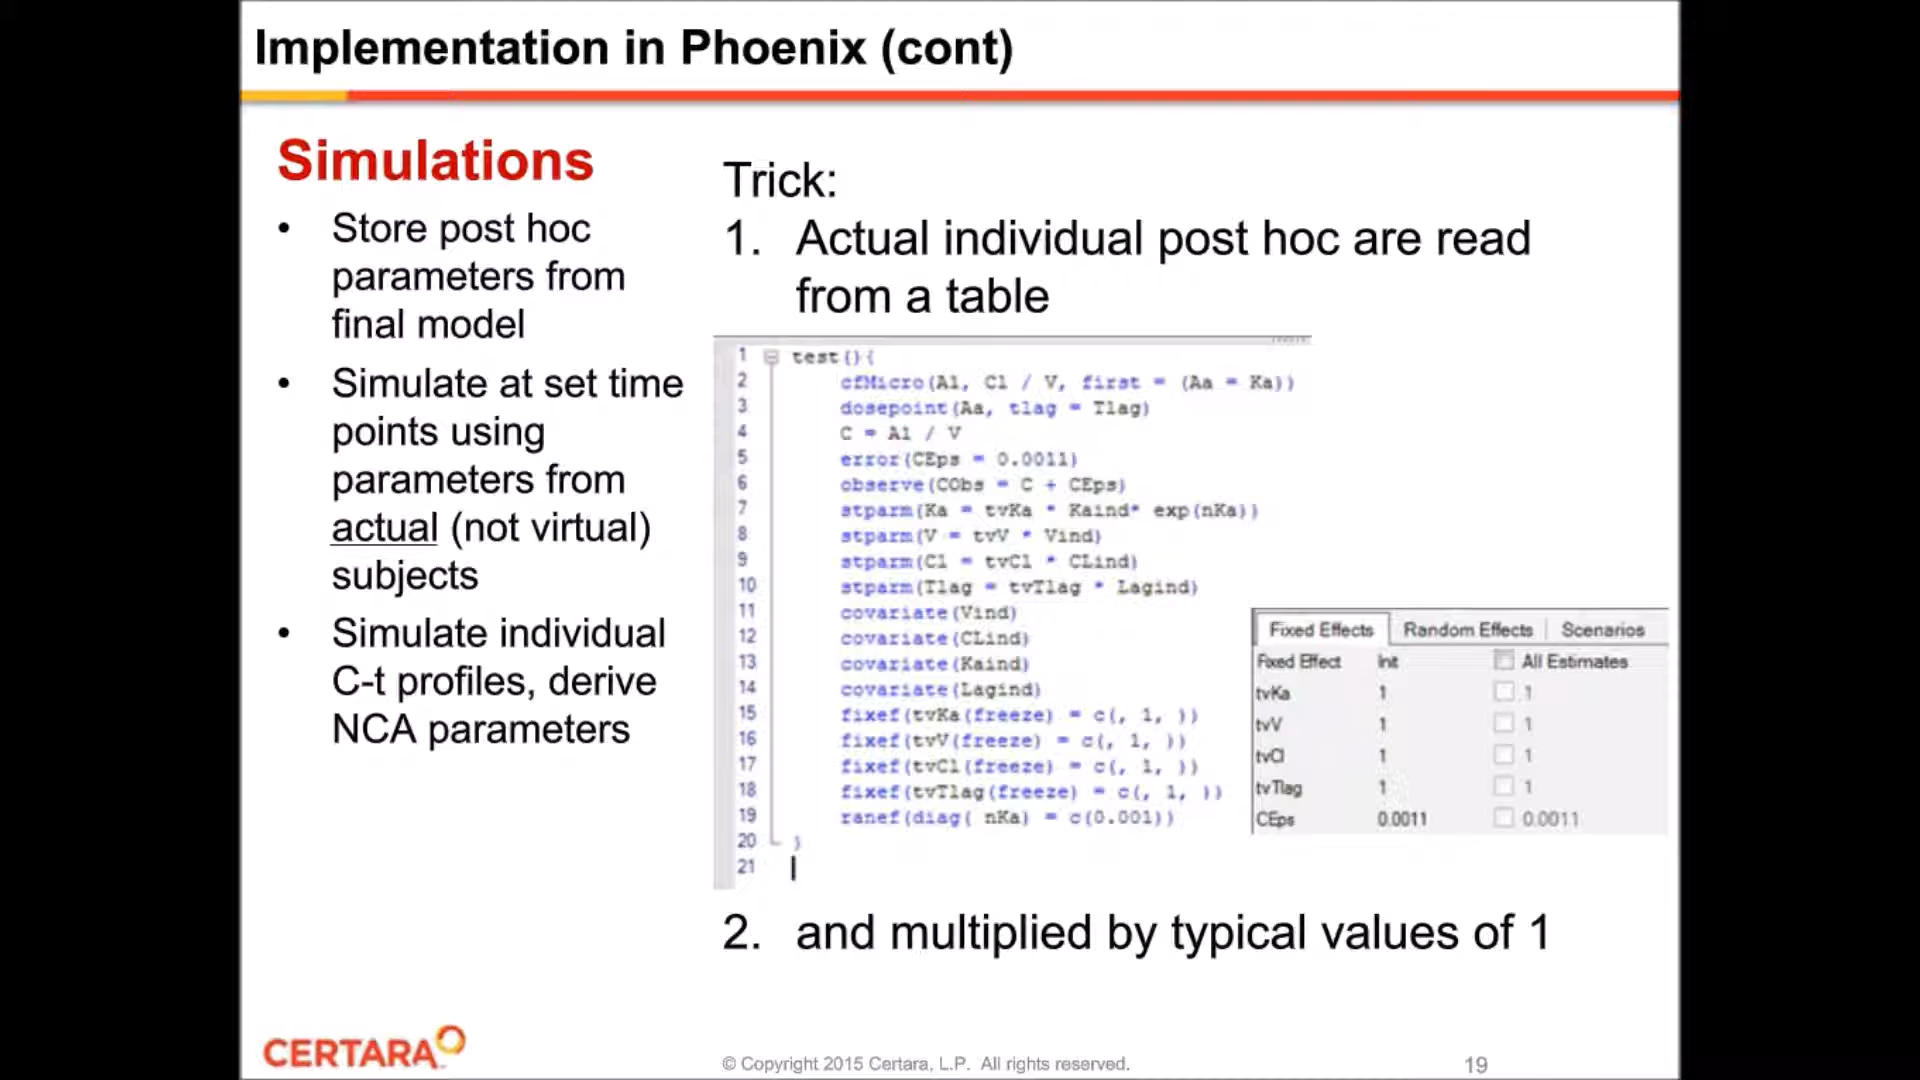 Implementation in Phoenix (cont)
Simulations
• Store post hoc
parameters from
final model
• Simulate at set time
points using
parameters from
actual (not virtual)
subjects
• Simulate individual
C-t profiles, derive
NCA parameters
Trick:
1. Actual individual post hoc are read
from a table
1 test(){
2 cfMicro(A1, Cl / V, first = (Aa = Ka))
3 dosepoint(Aa, tlag = Tlag)
4 C = A1 / V
5 error(CEps = 0.0011)
6 observe(CObs = C + CEps)
7 stparm(Ka = tvKa * Kaind* exp(nKa))
8 stparm(V = tvV * Vind)
9 stparm(Cl = tvCl * CLind)
10 stparm(Tlag = tvTlag * Lagind)
11 covariate(Vind)
12 covariate(CLind)
13 covariate(Kaind)
14 covariate(Lagind)
15 fixef(tvKa(freeze) = c(, 1, ))
16 fixef(tvV(freeze) = c(, 1, ))
17 fixef(tvCl(freeze) = c(, 1, ))
18 fixef(tvTlag(freeze) = c(, 1, ))
19 ranef(diag( nKa) = c(0.001))
20 }
21
Fixed Effects Random Effects Scenarios
Fixed Effect Init All Estimates
tvKa 1 1
tvV 1 1
tvCl 1 1
tvTlag 1 1
CEps 0.0011 0.0011
2. and multiplied by typical values of 1
CERTARA
© Copyright 2015 Certara, L.P. All rights reserved.
19